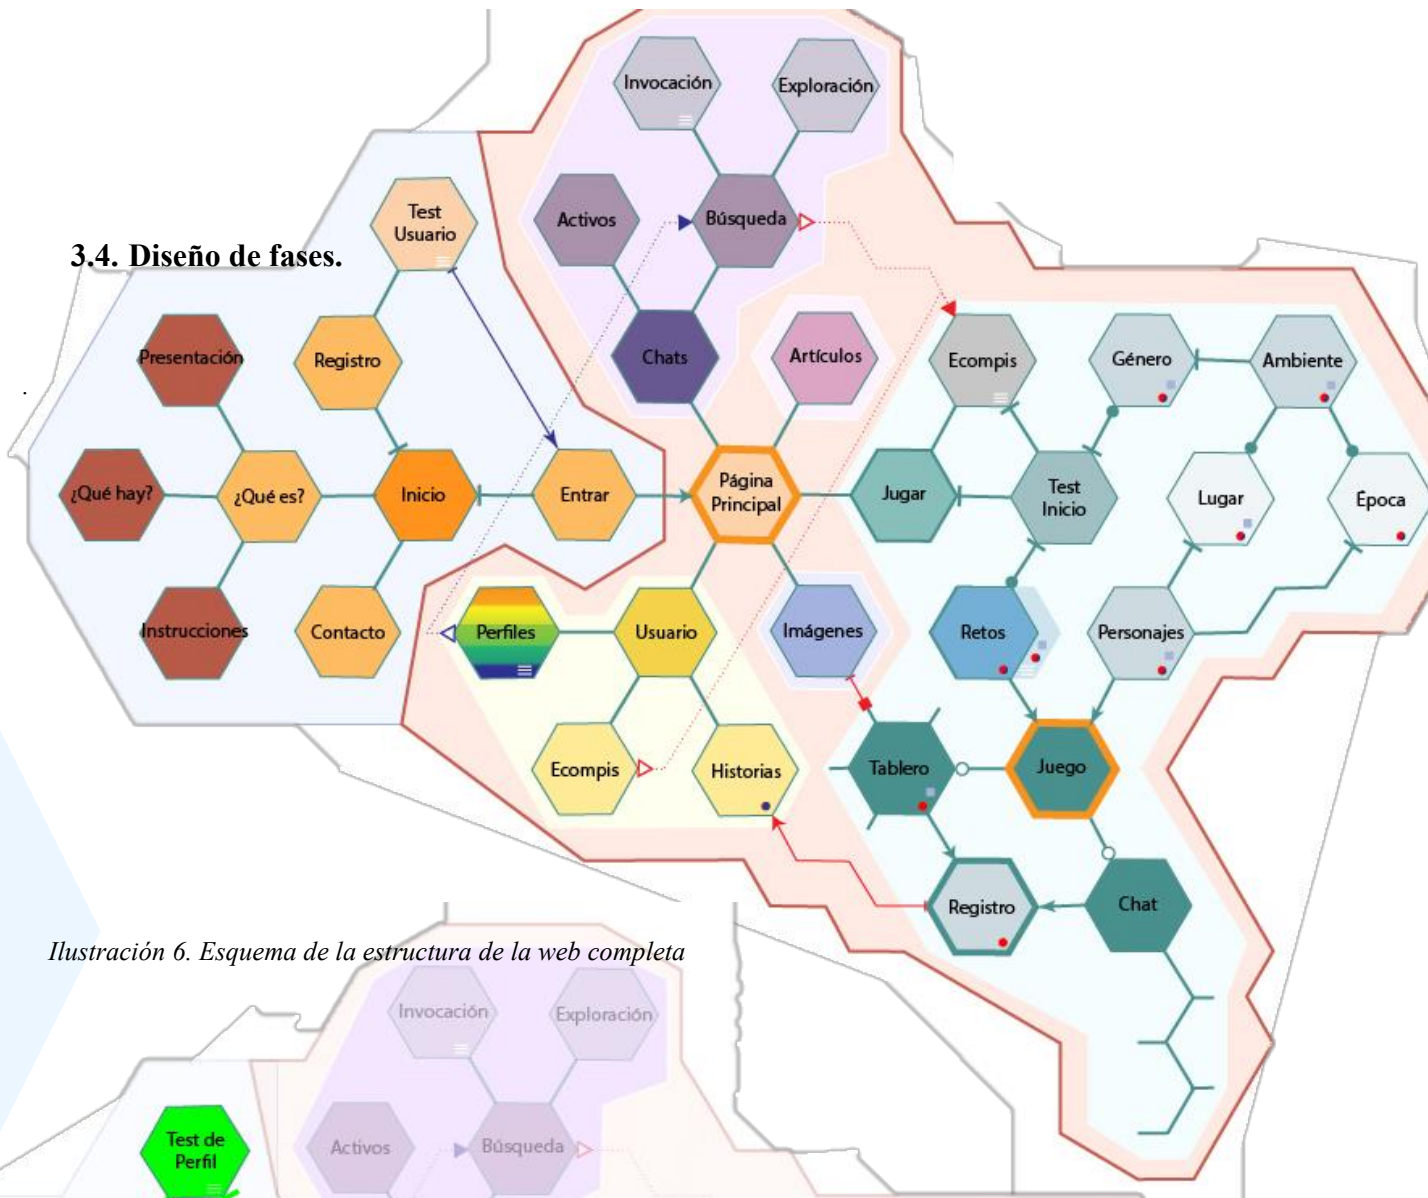 Invocación
Exploración
Test
Usuario
Activos
Búsqueda
3.4. Diseño de fases.
Presentación
Registro
Chats
Artículos
Ecompis
Género
Ambiente
.
¿Qué hay?
¿Qué es?
Inicio
Entrar
Página
Principal
Jugar
Test
Inicio
Lugar
Época
Instrucciones
Contacto
Perfiles
Usuario
Imágenes
Retos
Personajes
Ecompis
Historias
Tablero
Juego
Registro
Chat
Ilustración 6. Esquema de la estructura de la web completa
Invocación
Exploración
Test de
Perfil
Activos
Búsqueda